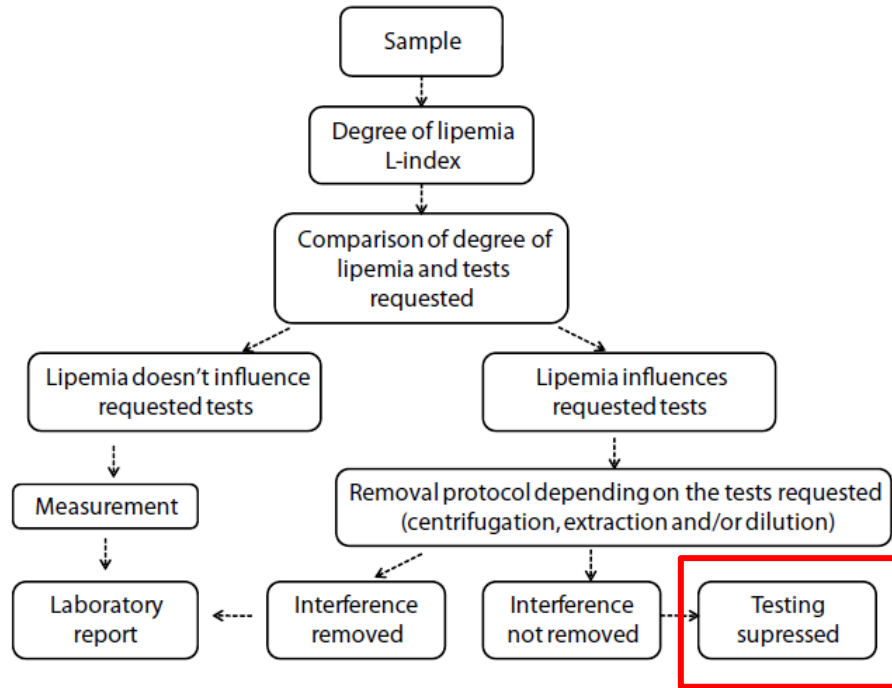 Sample
Degree of lipemia
L-index
Comparison of degree of
lipemia and tests
requested
Lipemia doesn't influence
requested tests
Lipemia influences
requested tests
Measurement
Removal protocol depending on the tests requested
(centrifugation, extraction and/or dilution)
Laboratory
report
Interference
removed
Interference
not removed
Testing
supressed